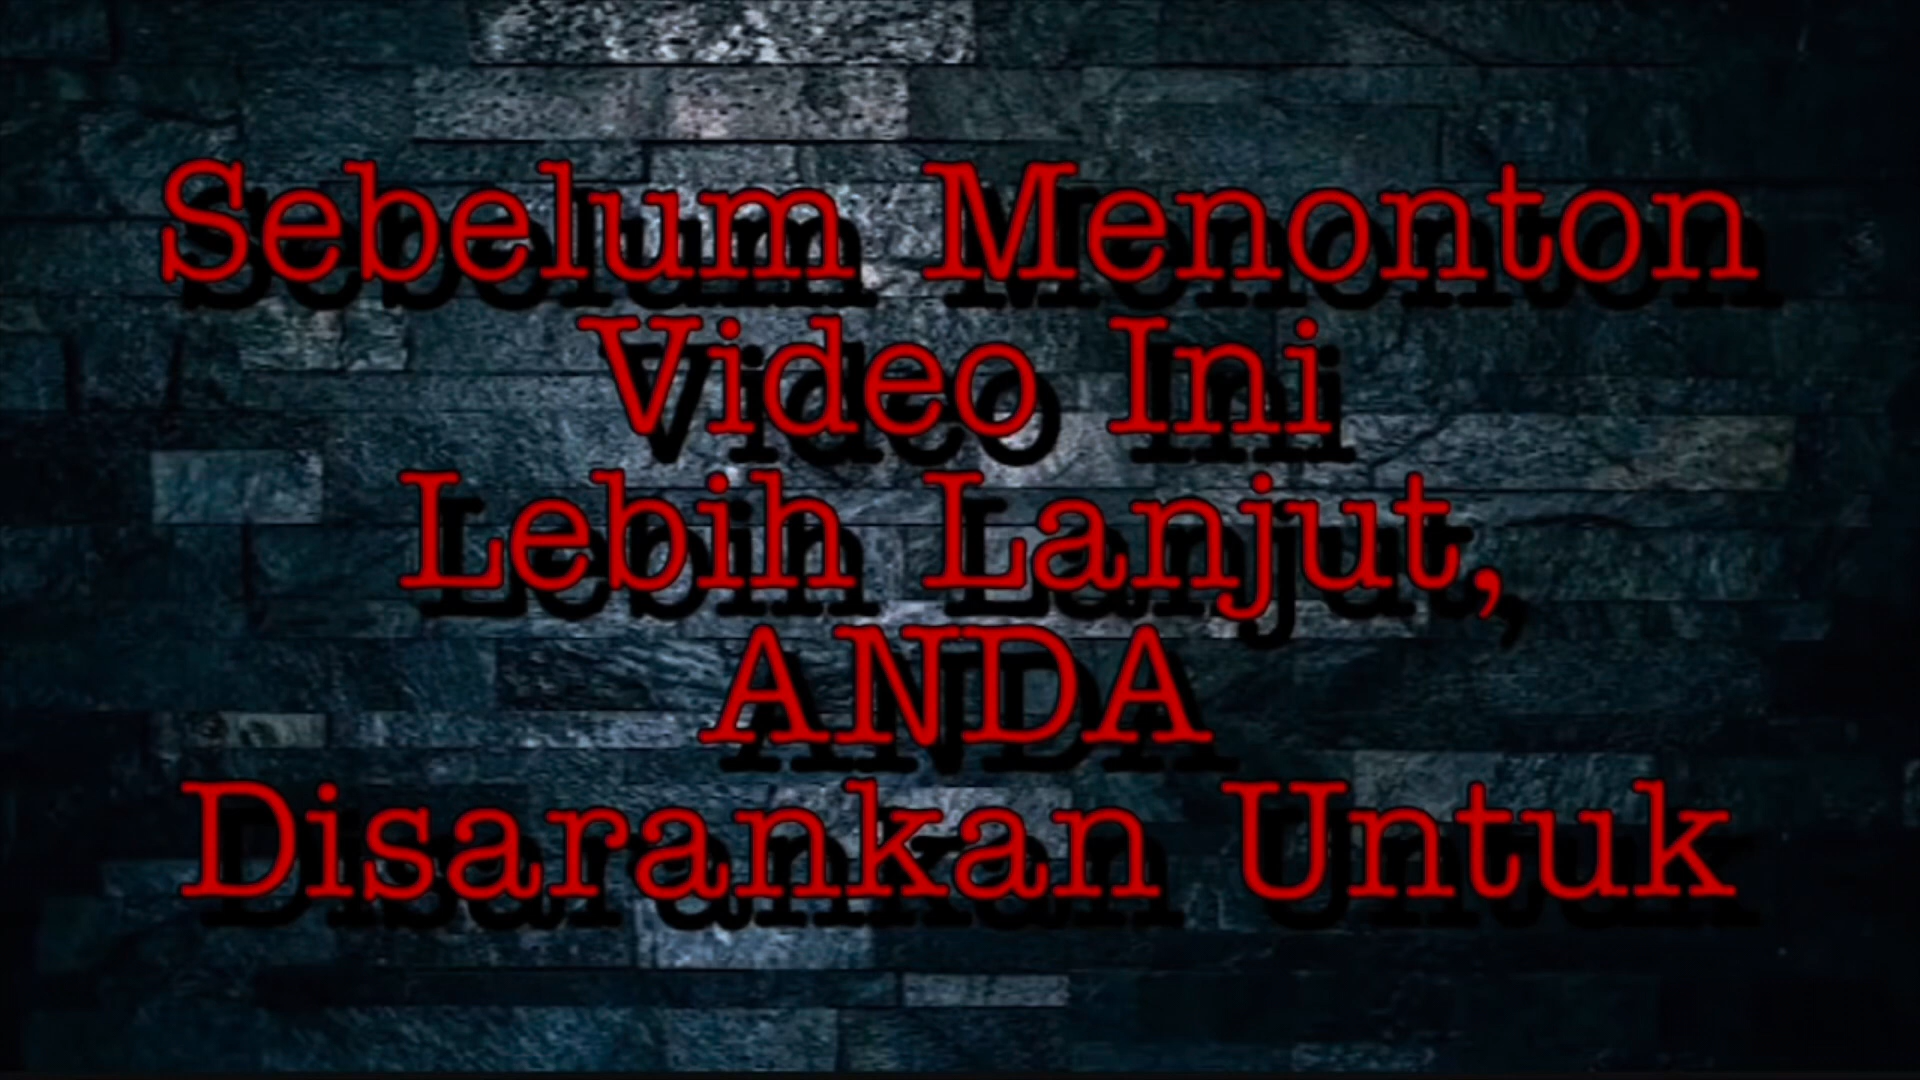 Sebelum Menonton
Video Ini
Lebih Lanjut,
ANDA
Disarankan Untuk